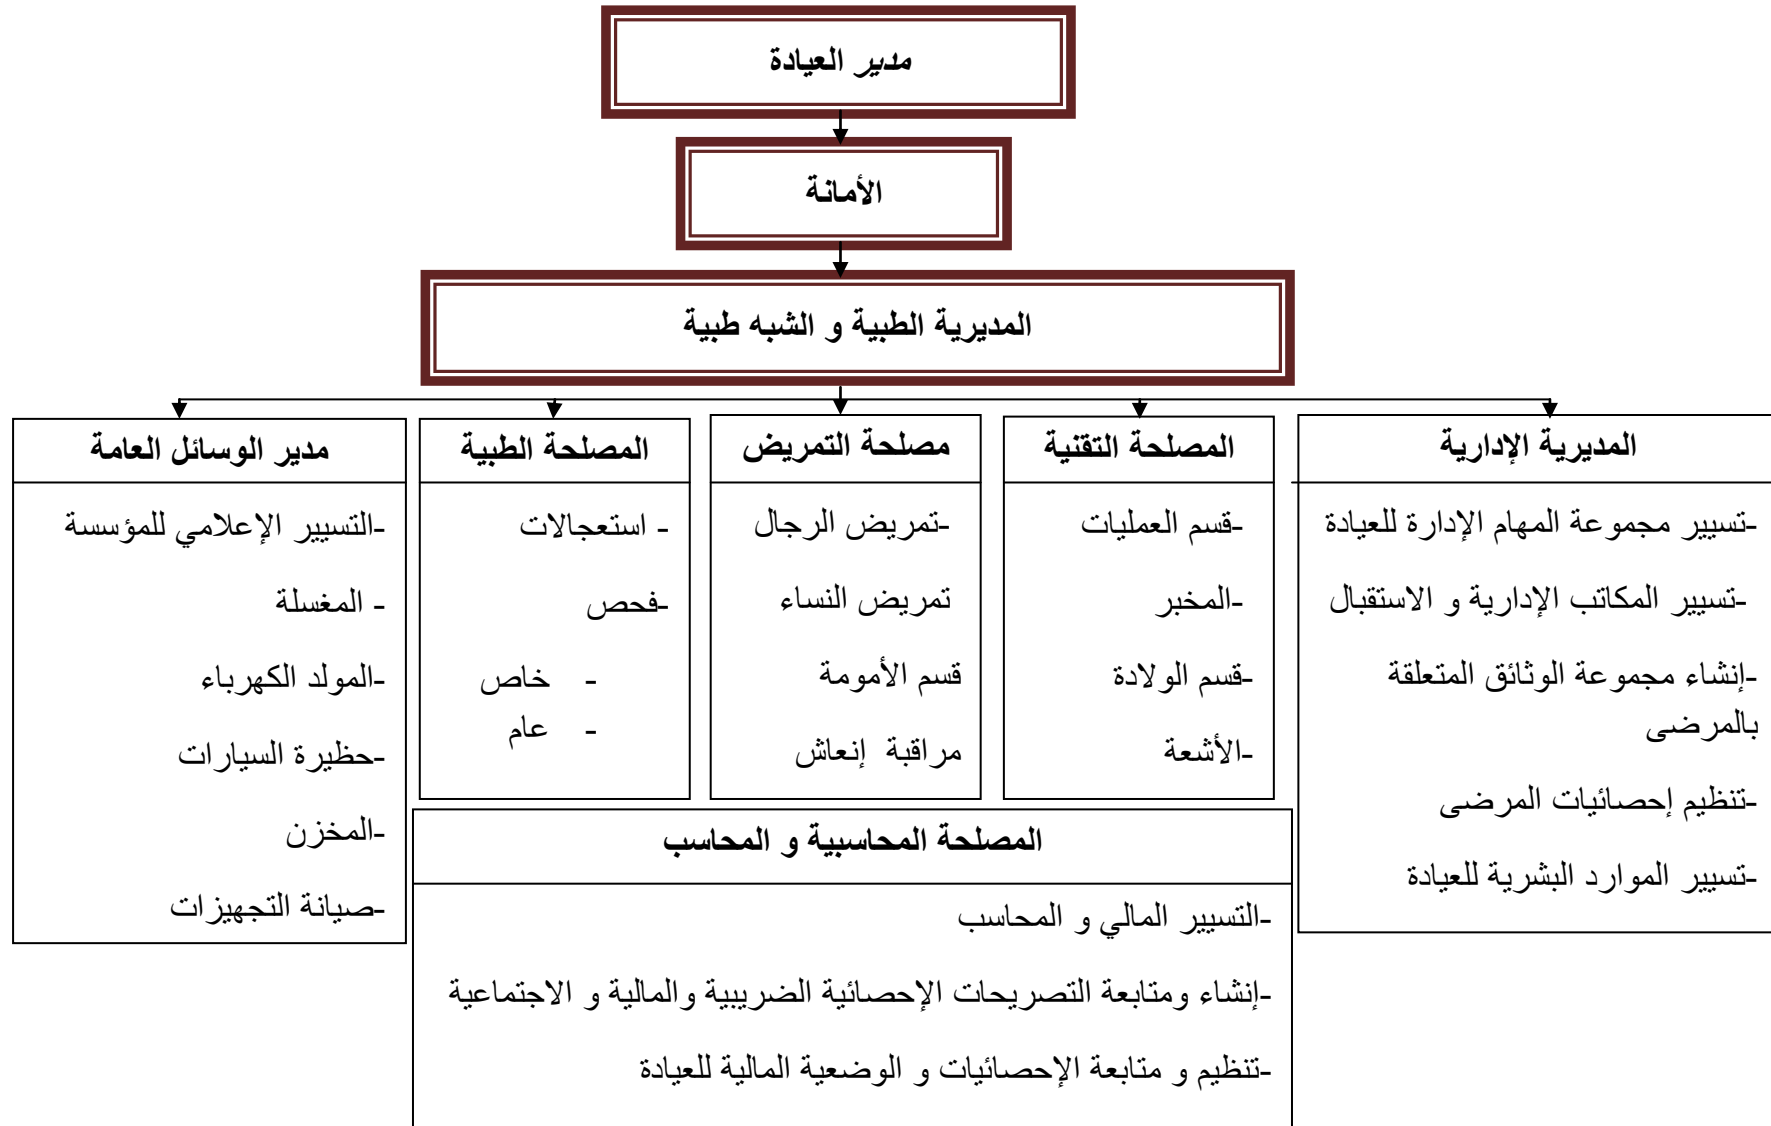 مدير العيادة
الأمانة
المديرية الطبية و الشبه طبية
المديرية الإدارية
-تسيير مجموعة المهام الإدارة للعيادة
-تسيير المكاتب الإدارية و الاستقبال
-إنشاء مجموعة الوثائق المتعلقة
بالمرضى
-تنظيم إحصائيات المرضى
-تسيير الموارد البشرية للعيادة
المصلحة التقنية
-قسم العمليات
-المخبر
-قسم الولادة
-الأشعة
مصلحة التمريض
-تمريض الرجال
تمريض النساء
قسم الأمومة
مراقبة إنعاش
المصلحة الطبية
- استعجالات
-فحص
- خاص
- عام
مدير الوسائل العامة
-التسيير الإعلامي للمؤسسة
- المغسلة
-المولد الكهرباء
-حظيرة السيارات
-المخزن
-صيانة التجهيزات
المصلحة المحاسبية و المحاسب
-التسيير المالي و المحاسب
-إنشاء ومتابعة التصريحات الإحصائية الضريبية والمالية و الاجتماعية
-تنظيم و متابعة الإحصائيات و الوضعية المالية للعيادة